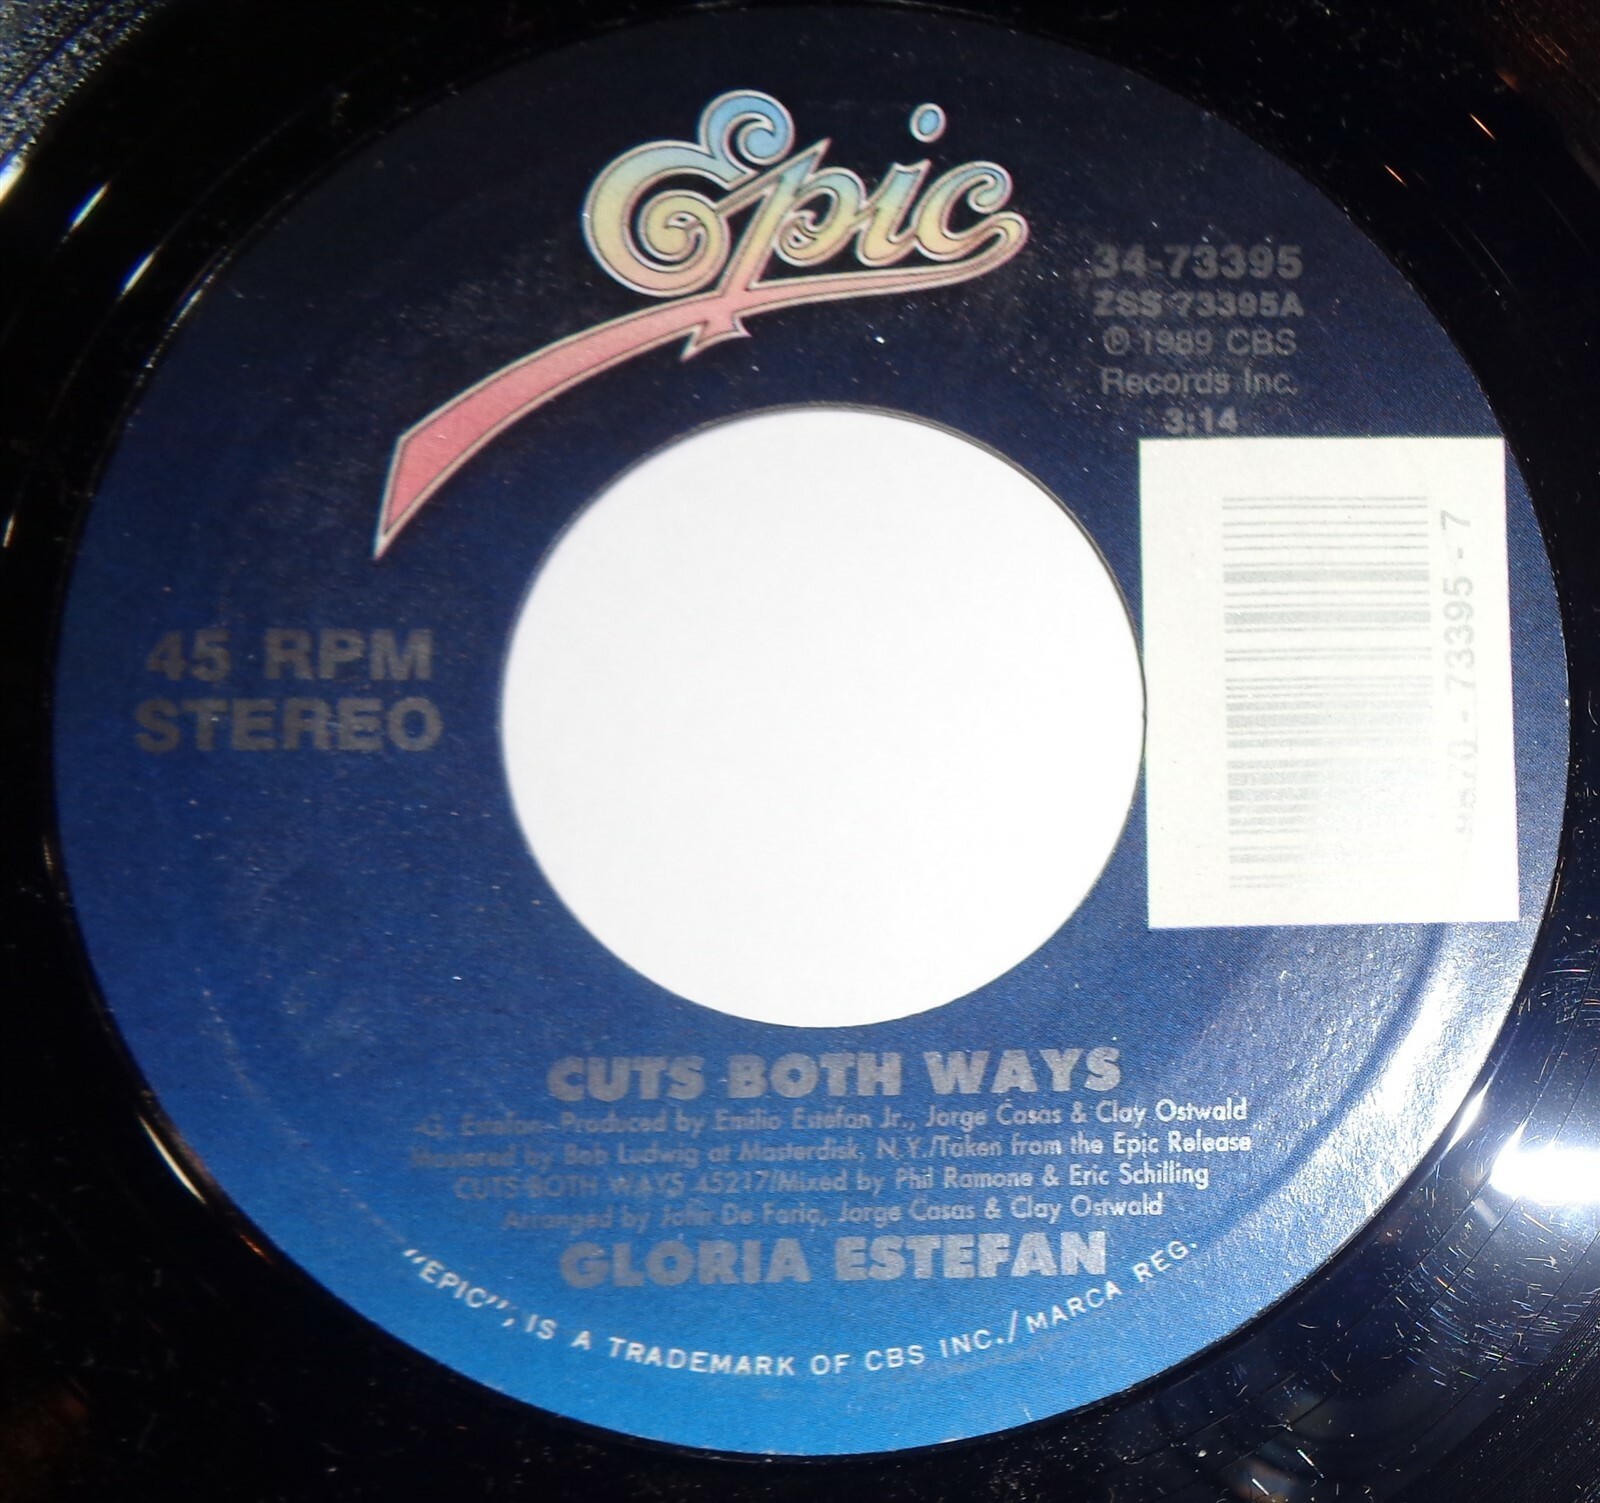 Epic
34-73395
ZSS 73395A
℗ 1989 CBS
Records Inc.
3:14
45 RPM
STEREO
73395 - 7
CUTS BOTH WAYS
-G. Estefan- Produced by Emilio Estefan Jr., Jorge Casas & Clay Ostwald
Mastered by Bob Ludwig at Masterdisk, N.Y./Taken from the Epic Release
CUTS BOTH WAYS 45217/Mixed by Phil Ramone & Eric Schilling
Arranged by John De Faria, Jorge Casas & Clay Ostwald
GLORIA ESTEFAN
"EPIC", IS A TRADEMARK OF CBS INC./MARCA REG.